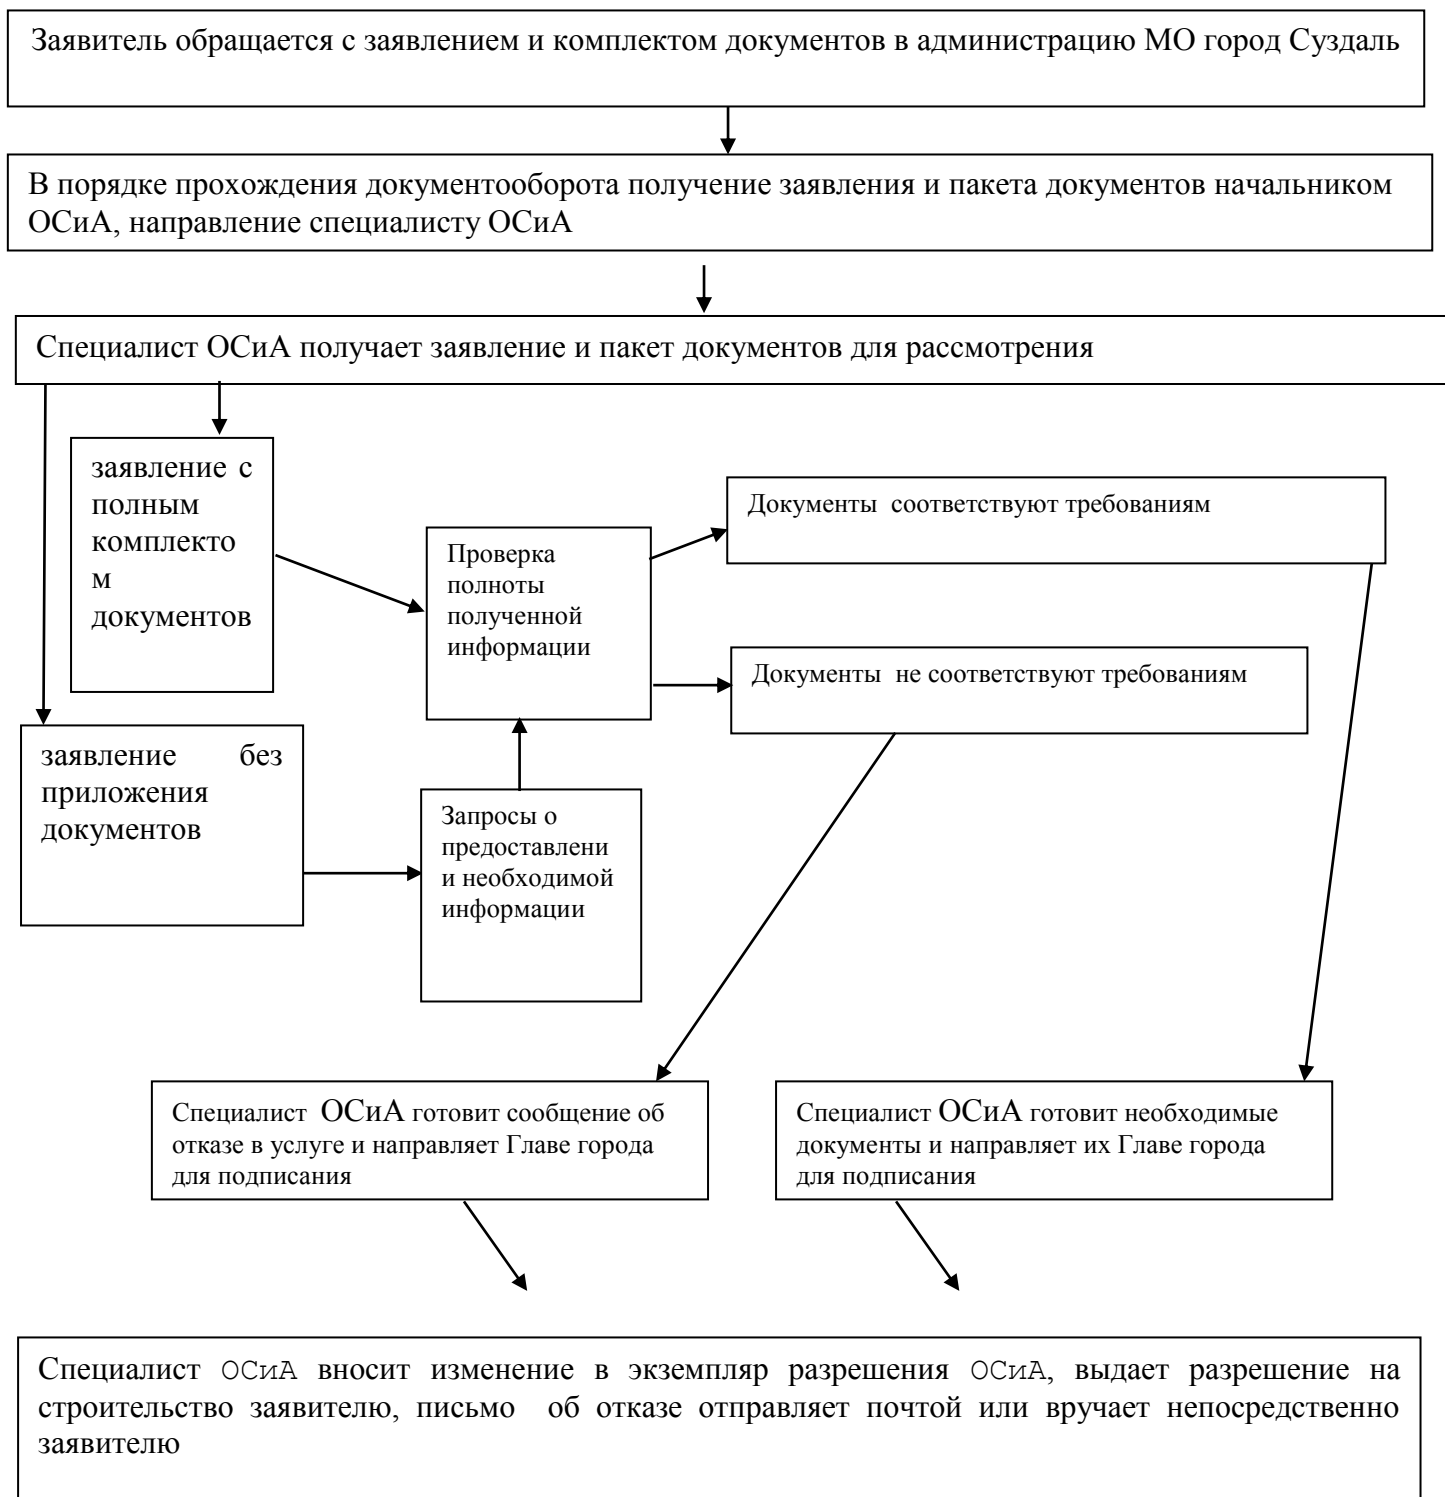 Заявитель обращается с заявлением и комплектом документов в администрацию МО город Суздаль
В порядке прохождения документооборота получение заявления и пакета документов начальником
ОСиА, направление специалисту ОСиА
Специалист ОСиА получает заявление и пакет документов для рассмотрения
заявление с
полным
комплекто
м
документов
Проверка
полноты
полученной
информации
Документы соответствуют требованиям
Документы не соответствуют требованиям
заявление без
приложения
документов
Запросы о
предоставлени
и необходимой
информации
Специалист ОСиА готовит сообщение об
отказе в услуге и направляет Главе города
для подписания
Специалист ОСиА готовит необходимые
документы и направляет их Главе города
для подписания
Специалист ОСиА вносит изменение в экземпляр разрешения ОСиА, выдает разрешение на
строительство заявителю, письмо об отказе отправляет почтой или вручает непосредственно
заявителю